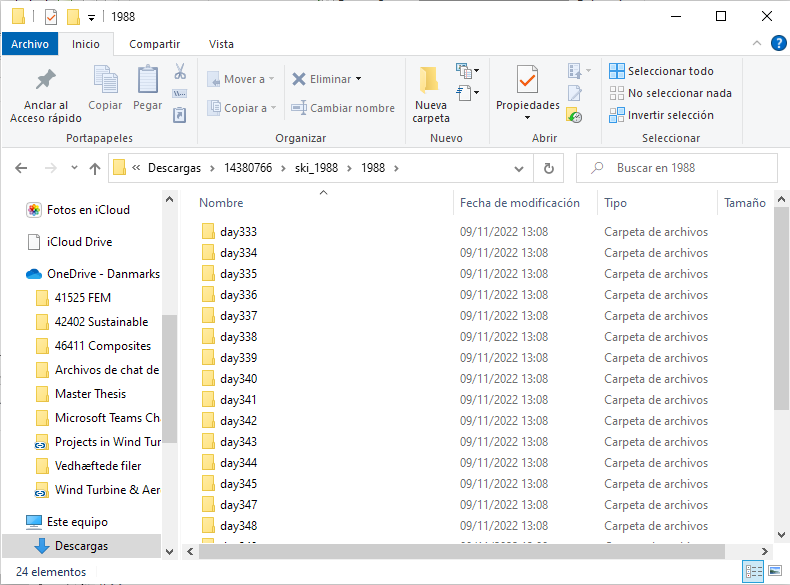 1988
Archivo Inicio Compartir Vista
Anclar al Acceso rápido
Copiar
Pegar
Portapapeles
Mover a
Copiar a
Eliminar
Cambiar nombre
Organizar
Nueva carpeta
Nuevo
Propiedades
Abrir
Seleccionar todo
No seleccionar nada
Invertir selección
Seleccionar
« Descargas > 14380766 > ski_1988 > 1988 >
Buscar en 1988
Fotos en iCloud
iCloud Drive
OneDrive - Danmarks
41525 FEM
42402 Sustainable
46411 Composites
Archivos de chat de
Master Thesis
Microsoft Teams Ch
Projects in Wind Tur
Vedhæftede filer
Wind Turbine & Aer
Este equipo
Descargas
Nombre Fecha de modificación Tipo Tamaño
day333 09/11/2022 13:08 Carpeta de archivos
day334 09/11/2022 13:08 Carpeta de archivos
day335 09/11/2022 13:08 Carpeta de archivos
day336 09/11/2022 13:08 Carpeta de archivos
day337 09/11/2022 13:08 Carpeta de archivos
day338 09/11/2022 13:08 Carpeta de archivos
day339 09/11/2022 13:08 Carpeta de archivos
day340 09/11/2022 13:08 Carpeta de archivos
day341 09/11/2022 13:08 Carpeta de archivos
day342 09/11/2022 13:08 Carpeta de archivos
day343 09/11/2022 13:08 Carpeta de archivos
day344 09/11/2022 13:08 Carpeta de archivos
day345 09/11/2022 13:08 Carpeta de archivos
day347 09/11/2022 13:08 Carpeta de archivos
day348 09/11/2022 13:08 Carpeta de archivos
24 elementos